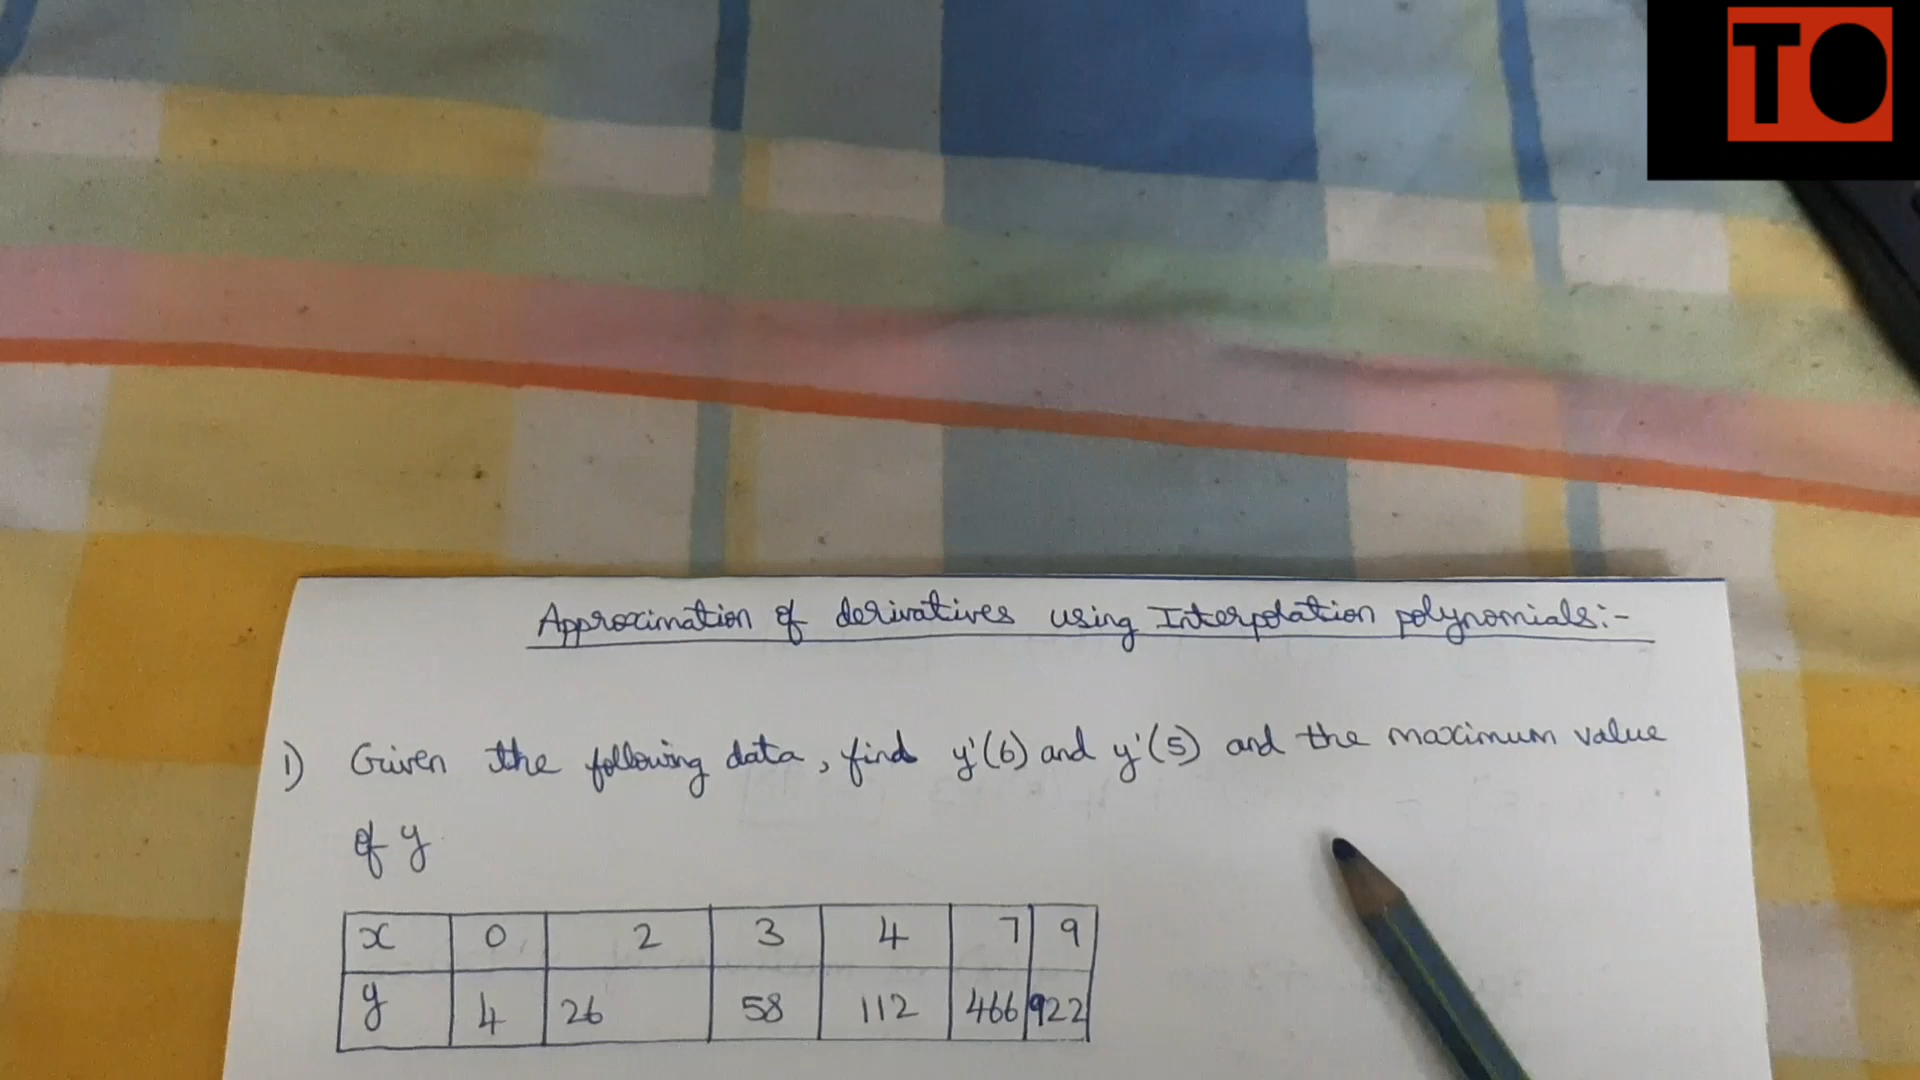 TO
Approximation of derivatives using Interpolation polynomials:-
1) Given the following data, find y'(6) and y'(5) and the maximum value
of y
x 0 2 3 4 7 9
y 4 26 58 112 466 922